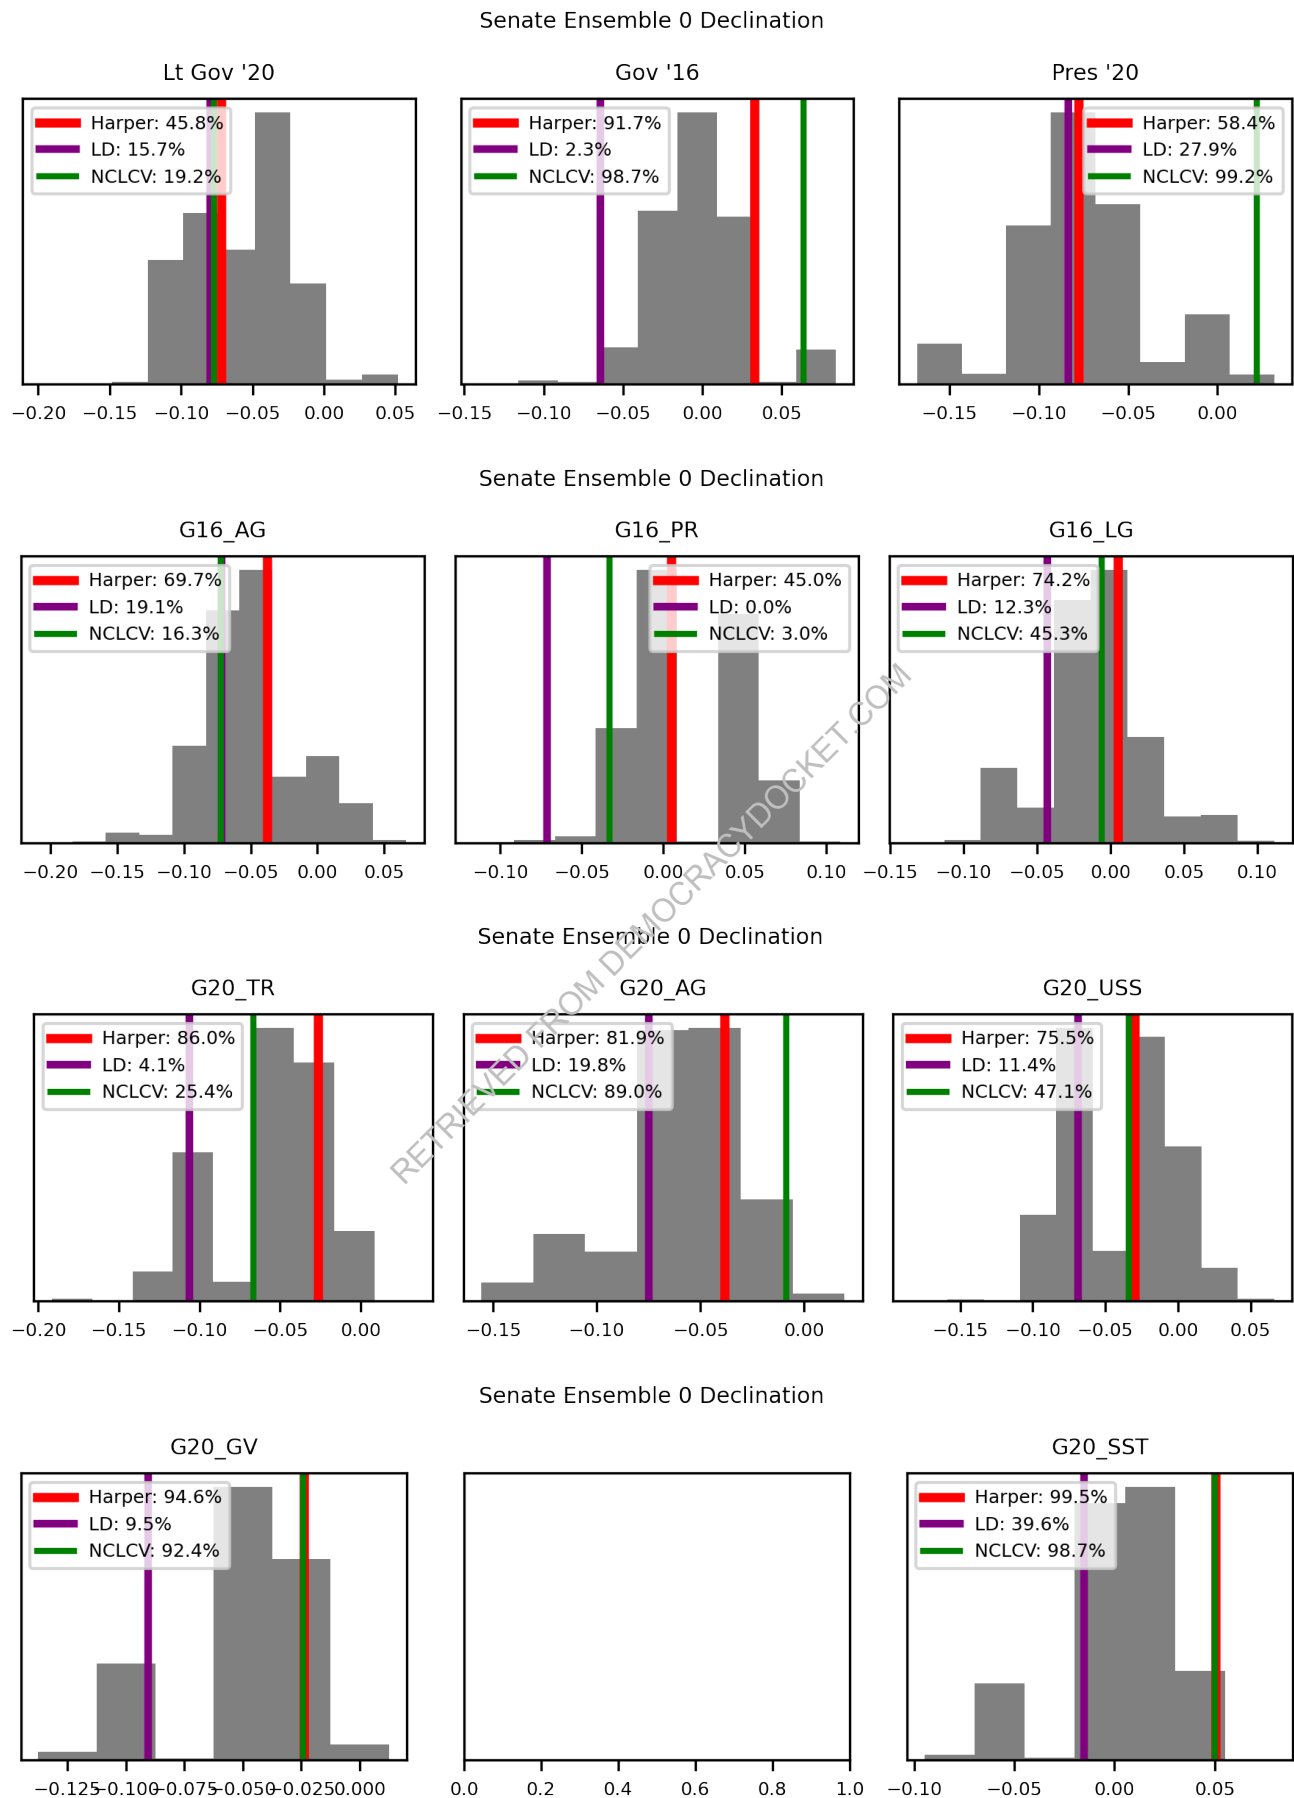 Senate Ensemble 0 Declination
Lt Gov '20
Harper: 45.8%
LD: 15.7%
NCLCV: 19.2%
−0.20 −0.15 −0.10 −0.05 0.00 0.05
Gov '16
Harper: 91.7%
LD: 2.3%
NCLCV: 98.7%
−0.15 −0.10 −0.05 0.00 0.05
Pres '20
Harper: 58.4%
LD: 27.9%
NCLCV: 99.2%
−0.15 −0.10 −0.05 0.00
Senate Ensemble 0 Declination
G16_AG
Harper: 69.7%
LD: 19.1%
NCLCV: 16.3%
−0.20 −0.15 −0.10 −0.05 0.00 0.05
G16_PR
Harper: 45.0%
LD: 0.0%
NCLCV: 3.0%
−0.10 −0.05 0.00 0.05 0.10
G16_LG
Harper: 74.2%
LD: 12.3%
NCLCV: 45.3%
−0.15 −0.10 −0.05 0.00 0.05 0.10
RETRIEVED FROM DEMOCRACYDOCKET.COM
Senate Ensemble 0 Declination
G20_TR
Harper: 86.0%
LD: 4.1%
NCLCV: 25.4%
−0.20 −0.15 −0.10 −0.05 0.00
G20_AG
Harper: 81.9%
LD: 19.8%
NCLCV: 89.0%
−0.15 −0.10 −0.05 0.00
G20_USS
Harper: 75.5%
LD: 11.4%
NCLCV: 47.1%
−0.15 −0.10 −0.05 0.00 0.05
Senate Ensemble 0 Declination
G20_GV
Harper: 94.6%
LD: 9.5%
NCLCV: 92.4%
−0.125 −0.100 −0.075 −0.050 −0.025 0.000
0.0 0.2 0.4 0.6 0.8 1.0
G20_SST
Harper: 99.5%
LD: 39.6%
NCLCV: 98.7%
−0.10 −0.05 0.00 0.05